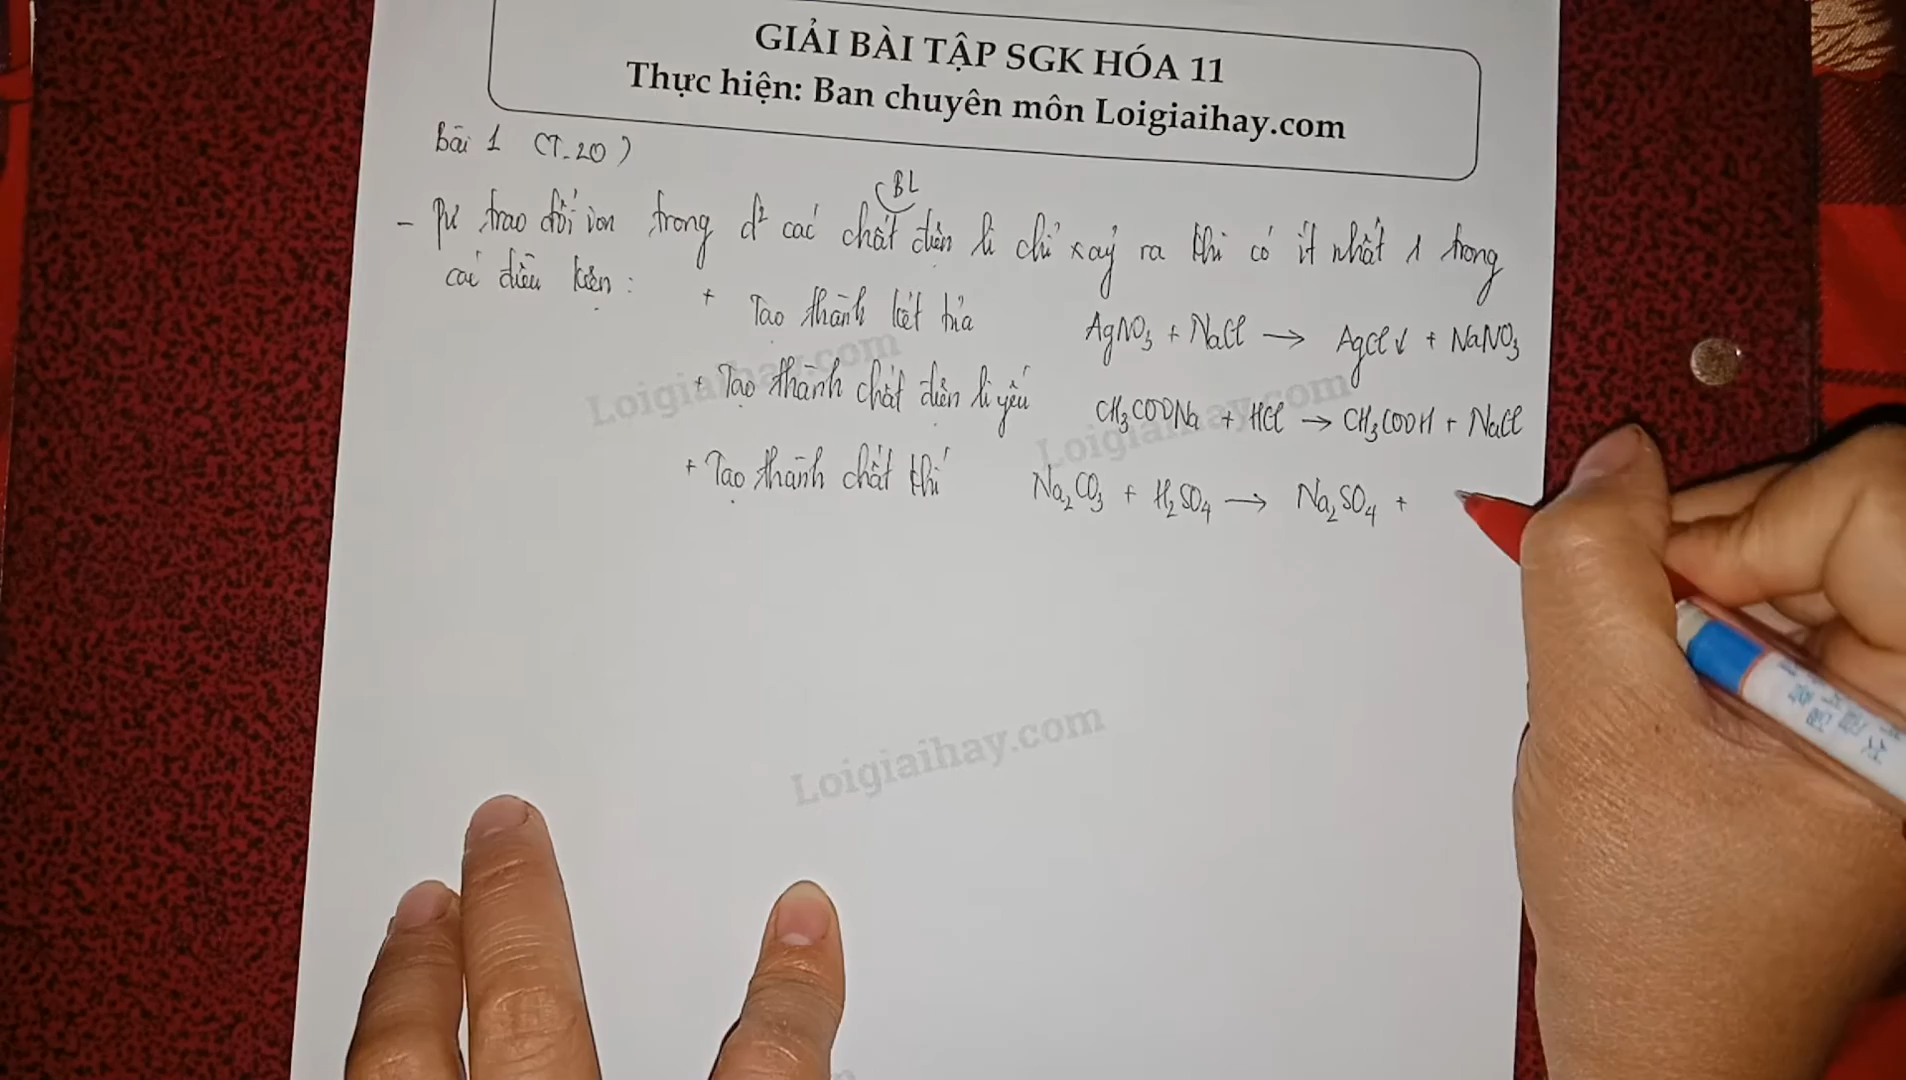 GIẢI BÀI TẬP SGK HÓA 11
Thực hiện: Ban chuyên môn Loigiaihay.com
Bài 1 (T.20)
BL
- Pư trao đổi ion trong d² các chất điện li chỉ xảy ra khi có ít nhất 1 trong
các điều kiện :
+ Tạo thành kết tủa AgNO₃ + NaCl → AgCl↓ + NaNO₃
+ Tạo thành chất điện li yếu CH₃COONa + HCl → CH₃COOH + NaCl
+ Tạo thành chất khí Na₂CO₃ + H₂SO₄ → Na₂SO₄ +
Loigiaihay.com
Loigiaihay.com
Loigiaihay.com